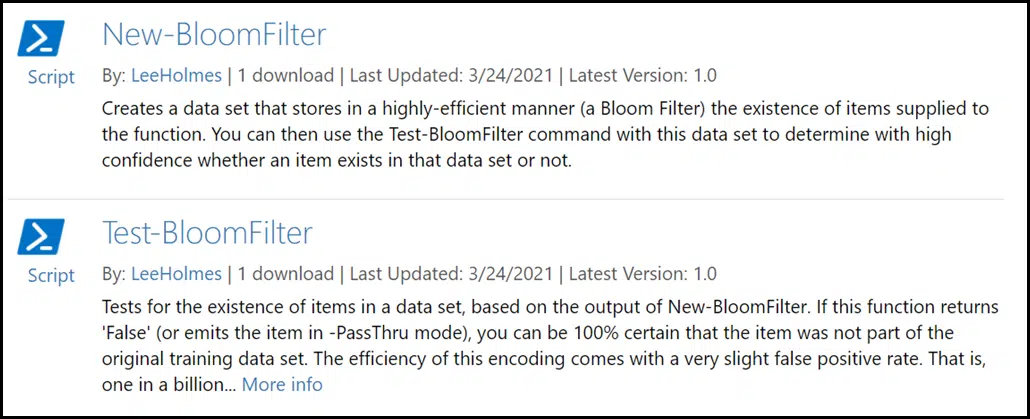 New-BloomFilter
Script
By: LeeHolmes | 1 download | Last Updated: 3/24/2021 | Latest Version: 1.0
Creates a data set that stores in a highly-efficient manner (a Bloom Filter) the existence of items supplied to
the function. You can then use the Test-BloomFilter command with this data set to determine with high
confidence whether an item exists in that data set or not.
Test-BloomFilter
Script
By: LeeHolmes | 1 download | Last Updated: 3/24/2021 | Latest Version: 1.0
Tests for the existence of items in a data set, based on the output of New-BloomFilter. If this function returns
'False' (or emits the item in -PassThru mode), you can be 100% certain that the item was not part of the
original training data set. The efficiency of this encoding comes with a very slight false positive rate. That is,
one in a billion... More info